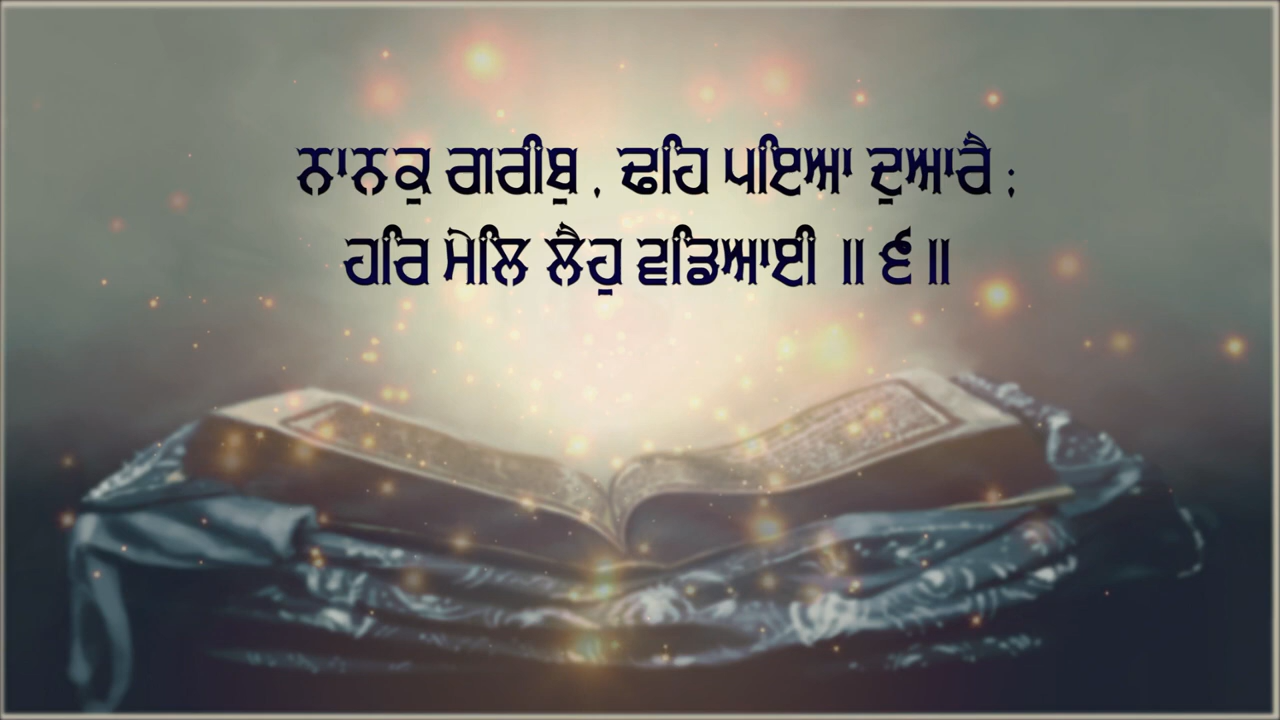 ਨਾਨਕੁ ਗਰੀਬੁ , ਢਹਿ ਪਇਆ ਦੁਆਰੈ ;
ਹਰਿ ਮੇਲਿ ਲੈਹੁ ਵਡਿਆਈ ॥ ੬ ॥